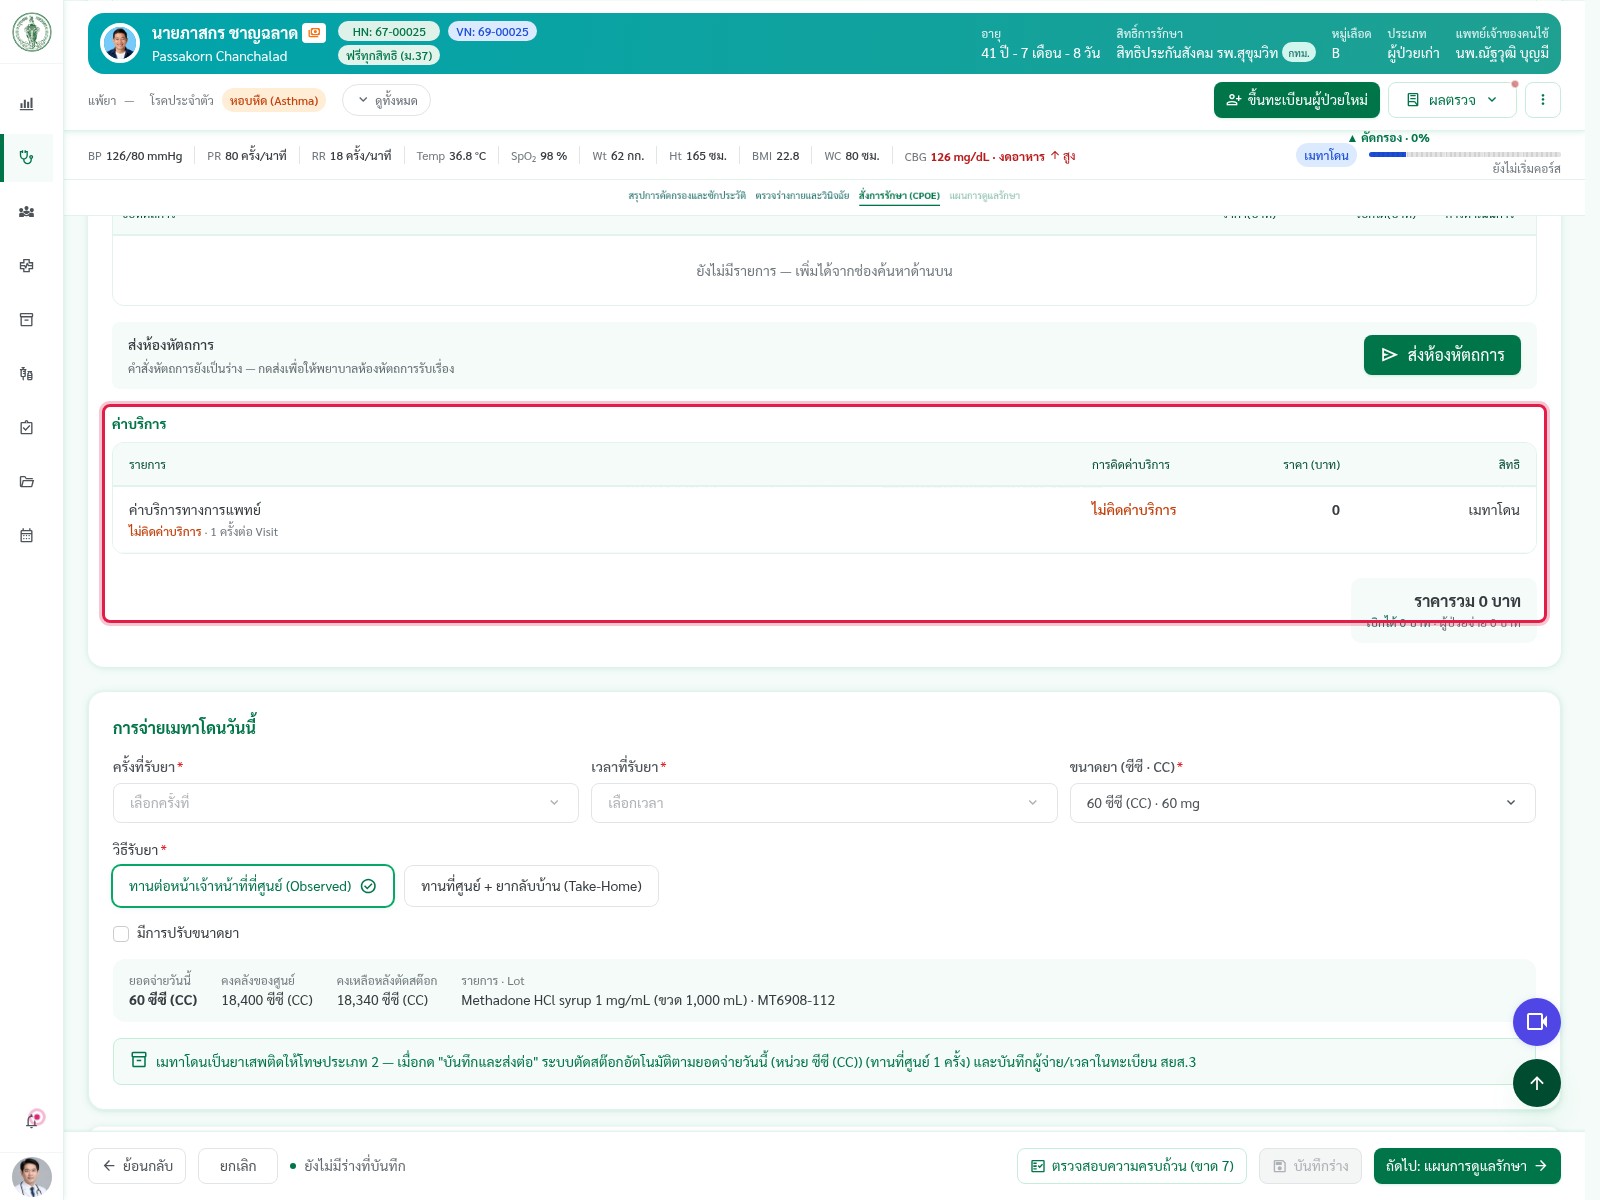 นายภาสกร ชาญฉลาด
Passakorn Chanchalad
HN: 67-00025
VN: 69-00025
ฟรีทุกสิทธิ (ม.37)
อายุ
41 ปี - 7 เดือน - 8 วัน
สิทธิ์การรักษา
สิทธิประกันสังคม รพ.สุขุมวิท กทม.
หมู่เลือด
B
ประเภท
ผู้ป่วยเก่า
แพทย์เจ้าของคนไข้
นพ.ณัฐวุฒิ บุญมี
แพ้ยา — โรคประจำตัว หอบหืด (Asthma) ดูทั้งหมด
ขึ้นทะเบียนผู้ป่วยใหม่
ผลตรวจ
BP 126/80 mmHg PR 80 ครั้ง/นาที RR 18 ครั้ง/นาที Temp 36.8 °C SpO₂ 98 % Wt 62 กก. Ht 165 ซม. BMI 22.8 WC 80 ซม. CBG 126 mg/dL · งดอาหาร ↑ สูง
เมทาโดน
▲ คัดกรอง · 0%
ยังไม่เริ่มคอร์ส
สรุปการคัดกรองและซักประวัติ ตรวจร่างกายและวินิจฉัย สั่งการรักษา (CPOE) แผนการดูแลรักษา
ยังไม่มีรายการ — เพิ่มได้จากช่องค้นหาด้านบน
ส่งห้องหัตถการ
คำสั่งหัตถการยังเป็นร่าง — กดส่งเพื่อให้พยาบาลห้องหัตถการรับเรื่อง
ส่งห้องหัตถการ
ค่าบริการ
รายการ การคิดค่าบริการ ราคา (บาท) สิทธิ
ค่าบริการทางการแพทย์ ไม่คิดค่าบริการ 0 เมทาโดน
ไม่คิดค่าบริการ · 1 ครั้งต่อ Visit
ราคารวม 0 บาท
เบิกได้ 0 บาท · ผู้ป่วยจ่าย 0 บาท
การจ่ายเมทาโดนวันนี้
ครั้งที่รับยา* เวลาที่รับยา* ขนาดยา (ซีซี · CC)*
เลือกครั้งที่ เลือกเวลา 60 ซีซี (CC) · 60 mg
วิธีรับยา*
ทานต่อหน้าเจ้าหน้าที่ที่ศูนย์ (Observed) ทานที่ศูนย์ + ยากลับบ้าน (Take-Home)
มีการปรับขนาดยา
ยอดจ่ายวันนี้ คงคลังของศูนย์ คงเหลือหลังตัดสต๊อก รายการ · Lot
60 ซีซี (CC) 18,400 ซีซี (CC) 18,340 ซีซี (CC) Methadone HCl syrup 1 mg/mL (ขวด 1,000 mL) · MT6908-112
เมทาโดนเป็นยาเสพติดให้โทษประเภท 2 — เมื่อกด "บันทึกและส่งต่อ" ระบบตัดสต๊อกอัตโนมัติตามยอดจ่ายวันนี้ (หน่วย ซีซี (CC)) (ทานที่ศูนย์ 1 ครั้ง) และบันทึกผู้จ่าย/เวลาในทะเบียน สยส.3
ย้อนกลับ ยกเลิก ยังไม่มีร่างที่บันทึก ตรวจสอบความครบถ้วน (ขาด 7) บันทึกร่าง ถัดไป: แผนการดูแลรักษา